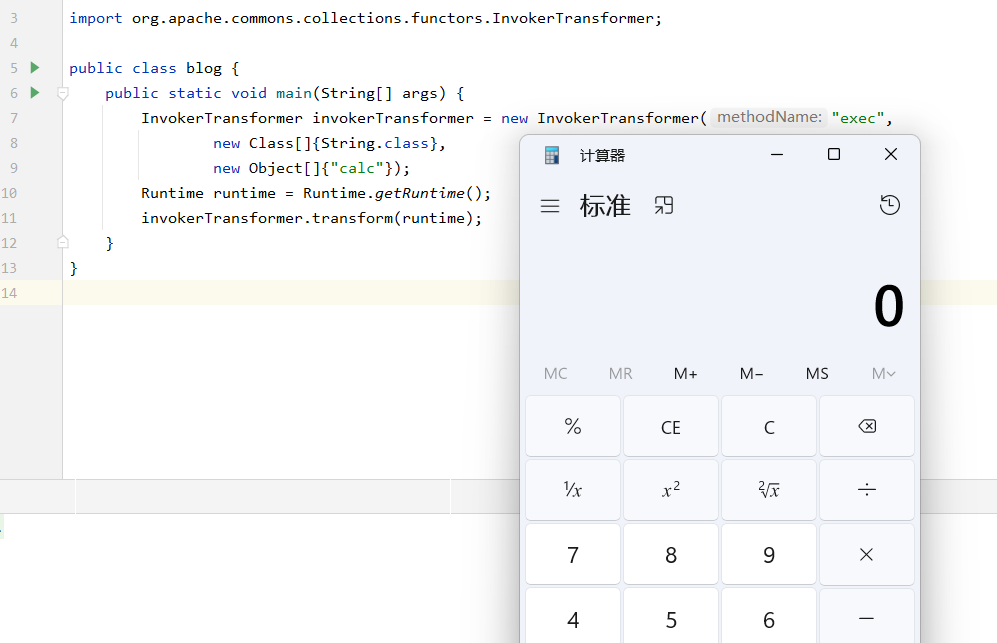 3 import org.apache.commons.collections.functors.InvokerTransformer;
4
5 public class blog {
6 public static void main(String[] args) {
7 InvokerTransformer invokerTransformer = new InvokerTransformer( methodName: "exec",
8 new Class[]{String.class},
9 new Object[]{"calc"});
10 Runtime runtime = Runtime.getRuntime();
11 invokerTransformer.transform(runtime);
12 }
13 }
14
计算器
标准
0
MC MR M+ M− MS M
% CE C
¹/x x² ²√x ÷
7 8 9 ×
4 5 6 −